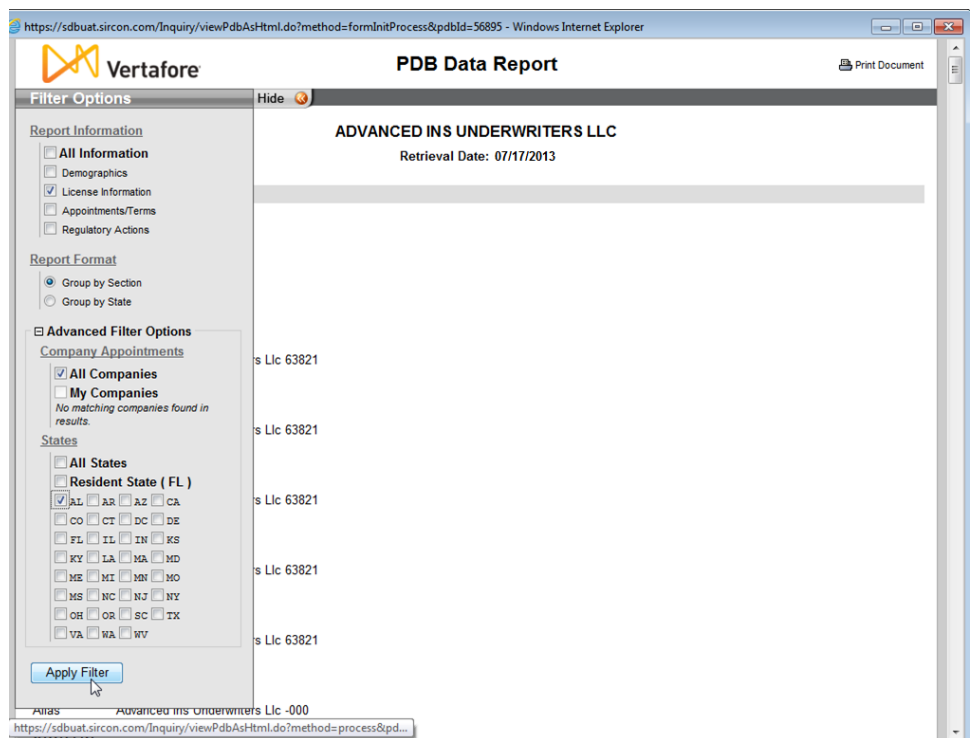 https://sdbuat.sircon.com/Inquiry/viewPdbAsHtml.do?method=formInitProcess&pdbId=56895 - Windows Internet Explorer
Vertafore
PDB Data Report
Print Document
Filter Options
Hide
ADVANCED INS UNDERWRITERS LLC
Retrieval Date: 07/17/2013
Report Information
All Information
Demographics
License Information
Appointments/Terms
Regulatory Actions
Report Format
Group by Section
Group by State
Advanced Filter Options
Company Appointments
s Llc 63821
All Companies
My Companies
No matching companies found in
results.
s Llc 63821
States
All States
Resident State ( FL )
AL AR AZ CA
s Llc 63821
CO CT DC DE
FL IL IN KS
KY LA MA MD
s Llc 63821
ME MI MN MO
MS NC NJ NY
OH OR SC TX
VA WA WV
s Llc 63821
Apply Filter
Alias Advanced Ins Underwriters Llc -000
https://sdbuat.sircon.com/Inquiry/viewPdbAsHtml.do?method=process&pd...